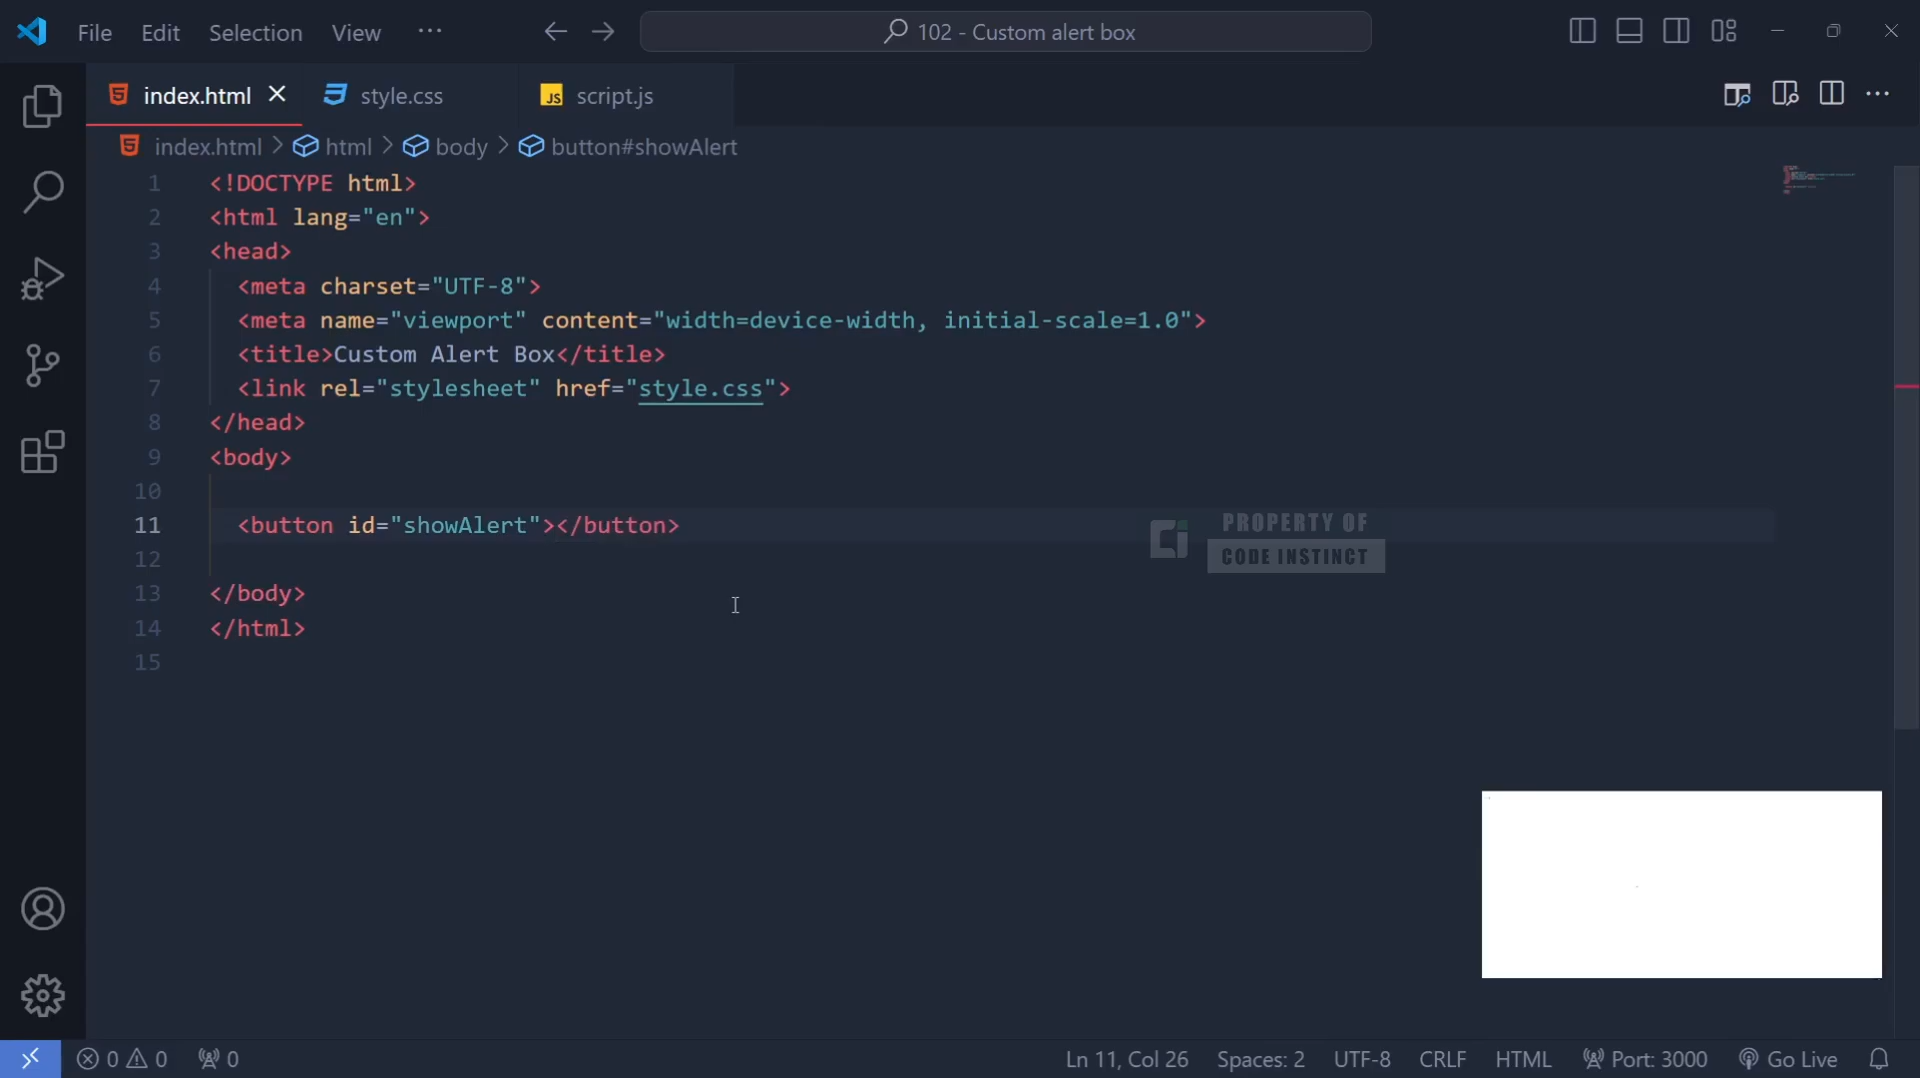 File Edit Selection View ···
102 - Custom alert box
index.html style.css JS script.js
index.html > html > body > button#showAlert
1 <!DOCTYPE html>
2 <html lang="en">
3 <head>
4 <meta charset="UTF-8">
5 <meta name="viewport" content="width=device-width, initial-scale=1.0">
6 <title>Custom Alert Box</title>
7 <link rel="stylesheet" href="style.css">
8 </head>
9 <body>
10
11 <button id="showAlert"></button>
12
13 </body>
14 </html>
15
PROPERTY OF
CODE INSTINCT
0 0 0 Ln 11, Col 26 Spaces: 2 UTF-8 CRLF HTML Port: 3000 Go Live